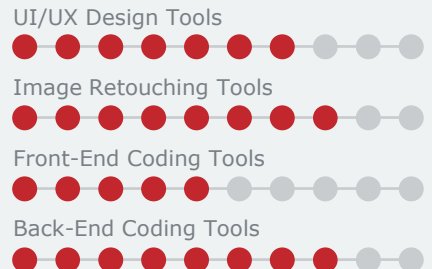 UI/UX Design Tools
Image Retouching Tools
Front-End Coding Tools
Back-End Coding Tools